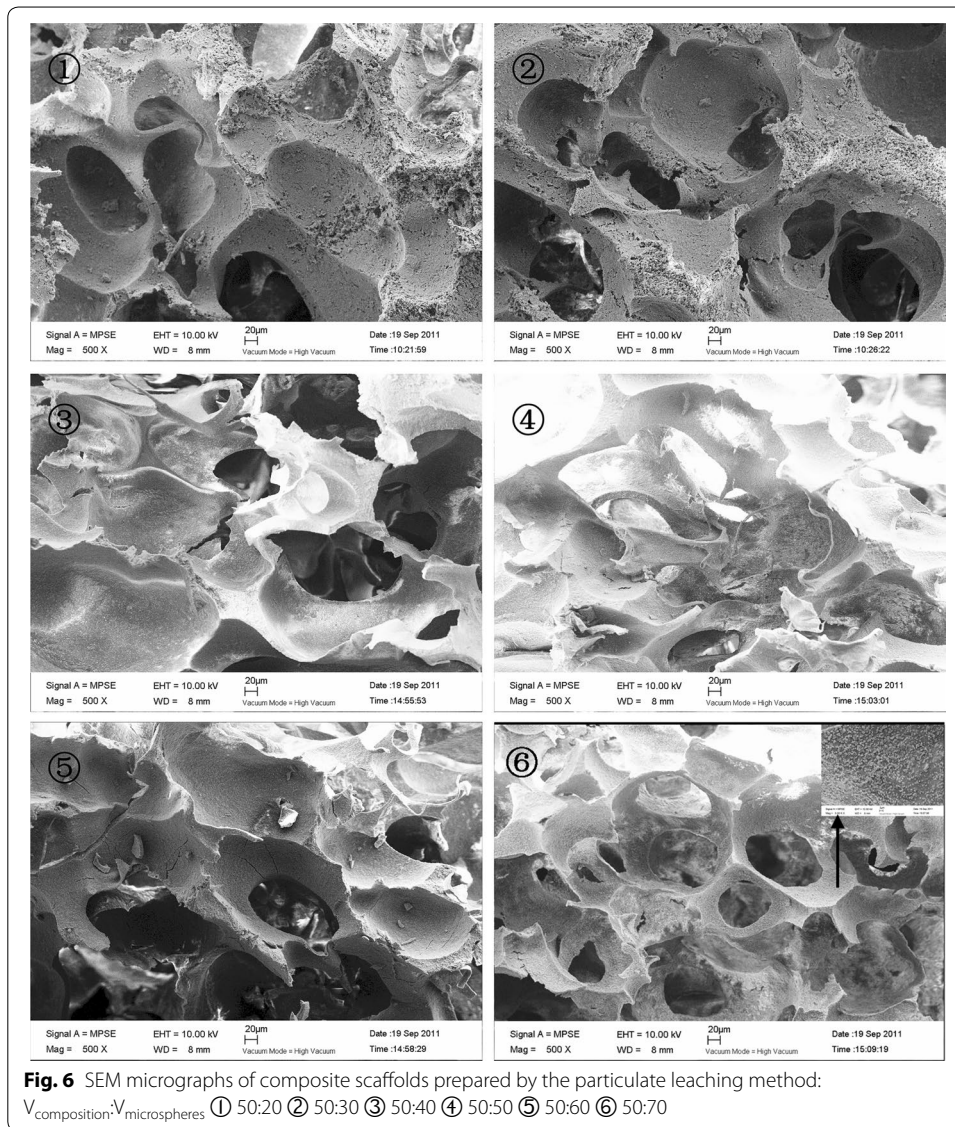 ①
②
Signal A = MPSE EHT = 10.00 kV 20µm Date :19 Sep 2011
Mag = 500 X WD = 8 mm Vacuum Mode = High Vacuum Time :10:21:59
Signal A = MPSE EHT = 10.00 kV 20µm Date :19 Sep 2011
Mag = 500 X WD = 8 mm Vacuum Mode = High Vacuum Time :10:26:22
③
④
Signal A = MPSE EHT = 10.00 kV 20µm Date :19 Sep 2011
Mag = 500 X WD = 8 mm Vacuum Mode = High Vacuum Time :14:55:53
Signal A = MPSE EHT = 10.00 kV 20µm Date :19 Sep 2011
Mag = 500 X WD = 8 mm Vacuum Mode = High Vacuum Time :15:03:01
⑤
⑥
Signal A = MPSE EHT = 10.00 kV 20µm Date :19 Sep 2011
Mag = 500 X WD = 8 mm Vacuum Mode = High Vacuum Time :14:58:29
Signal A = MPSE EHT = 10.00 kV 20µm Date :19 Sep 2011
Mag = 500 X WD = 8 mm Vacuum Mode = High Vacuum Time :15:09:19
Fig. 6 SEM micrographs of composite scaffolds prepared by the particulate leaching method:
Vcomposition:Vmicrospheres ① 50:20 ② 50:30 ③ 50:40 ④ 50:50 ⑤ 50:60 ⑥ 50:70